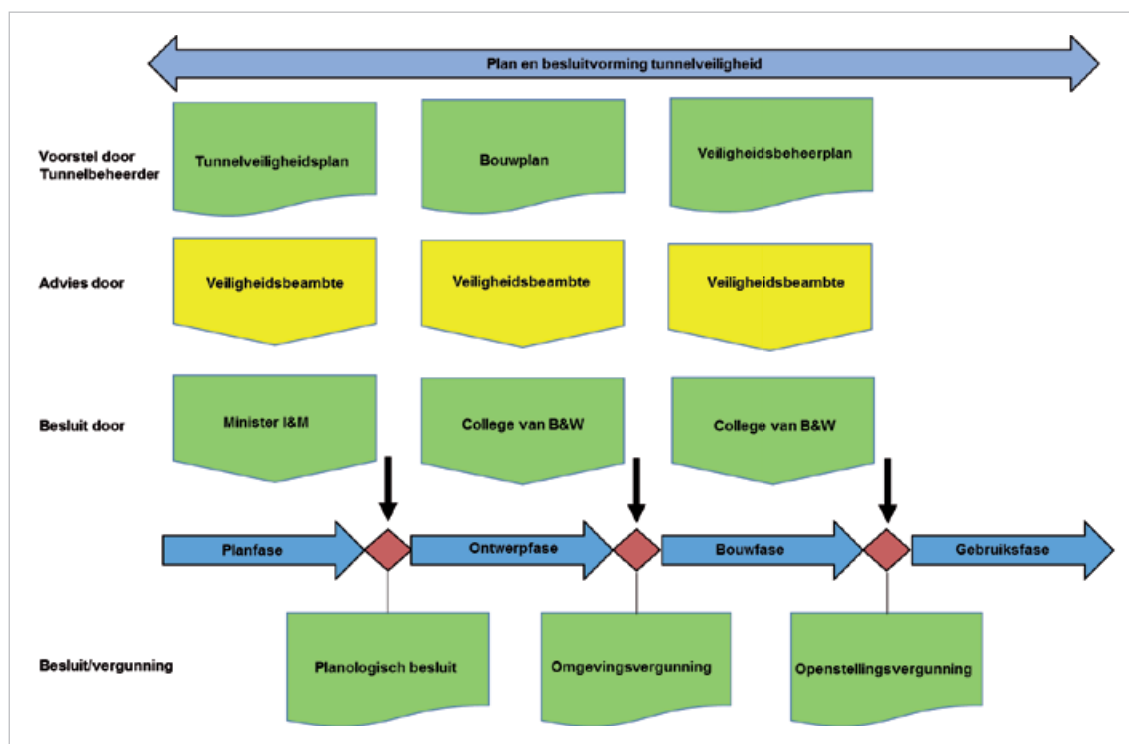 Plan en besluitvorming tunnelveiligheid
Voorstel door
Tunnelbeheerder
Tunnelveiligheidsplan
Bouwplan
Veiligheidsbeheerplan
Advies door
Veiligheidsbeambte
Veiligheidsbeambte
Veiligheidsbeambte
Besluit door
Minister I&M
College van B&W
College van B&W
Planfase
Ontwerpfase
Bouwfase
Gebruiksfase
Besluit/vergunning
Planologisch besluit
Omgevingsvergunning
Openstellingsvergunning